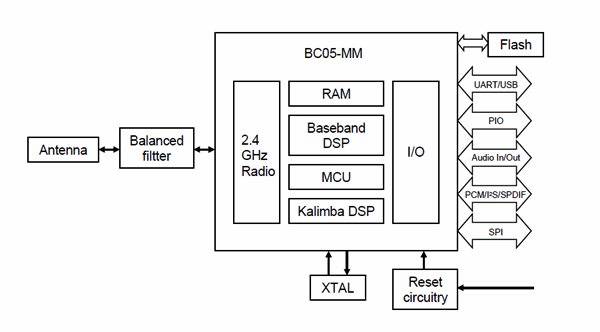 BC05-MM
Flash
RAM
UART/USB
2.4
GHz
Radio
Baseband
DSP
I/O
PIO
Antenna
Balanced
filtter
Audio In/Out
MCU
PCM/I²S/SPDIF
Kalimba DSP
SPI
XTAL
Reset
circuitry